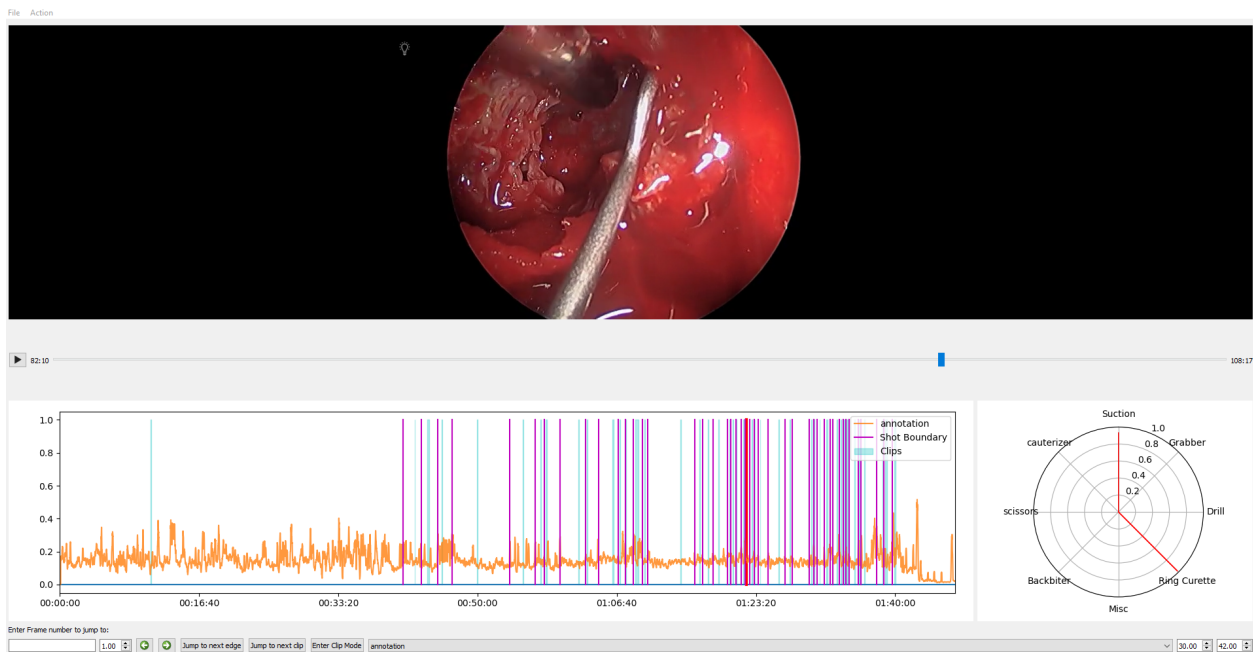 File Action
82:10
108:17
1.0
0.8
0.6
0.4
0.2
0.0
00:00:00 00:16:40 00:33:20 00:50:00 01:06:40 01:23:20 01:40:00
annotation
Shot Boundary
Clips
Suction
cauterizer
Grabber
1.0
0.8
0.6
0.4
0.2
scissors
Drill
Backbiter
Ring Curette
Misc
Enter Frame number to jump to:
1.00 Jump to next edge Jump to next clip Enter Clip Mode annotation 30.00 42.00